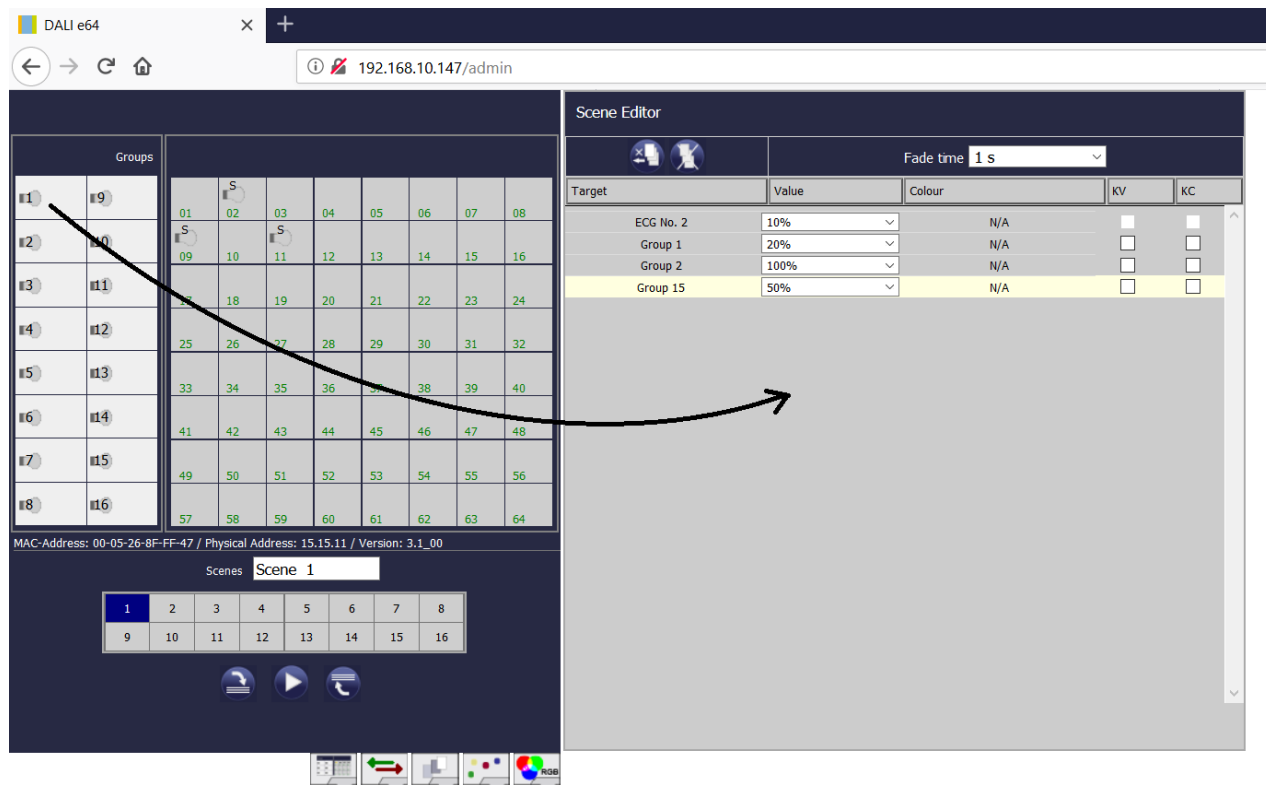 DALI e64
192.168.10.147/admin
Scene Editor
Groups
Fade time 1 s
Target Value Colour KV KC
ECG No. 2 10% N/A
Group 1 20% N/A
Group 2 100% N/A
Group 15 50% N/A
1 9
2 10
3 11
4 12
5 13
6 14
7 15
8 16
S
01 02 03 04 05 06 07 08
S S
09 10 11 12 13 14 15 16
17 18 19 20 21 22 23 24
25 26 27 28 29 30 31 32
33 34 35 36 37 38 39 40
41 42 43 44 45 46 47 48
49 50 51 52 53 54 55 56
57 58 59 60 61 62 63 64
MAC-Address: 00-05-26-8F-FF-47 / Physical Address: 15.15.11 / Version: 3.1_00
Scenes Scene 1
1 2 3 4 5 6 7 8
9 10 11 12 13 14 15 16
RGB